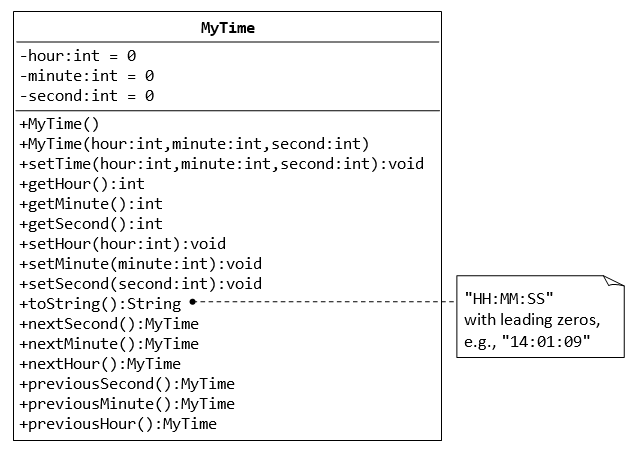 MyTime
-hour:int = 0
-minute:int = 0
-second:int = 0
+MyTime()
+MyTime(hour:int,minute:int,second:int)
+setTime(hour:int,minute:int,second:int):void
+getHour():int
+getMinute():int
+getSecond():int
+setHour(hour:int):void
+setMinute(minute:int):void
+setSecond(second:int):void
+toString():String
+nextSecond():MyTime
+nextMinute():MyTime
+nextHour():MyTime
+previousSecond():MyTime
+previousMinute():MyTime
+previousHour():MyTime
"HH:MM:SS"
with leading zeros,
e.g., "14:01:09"